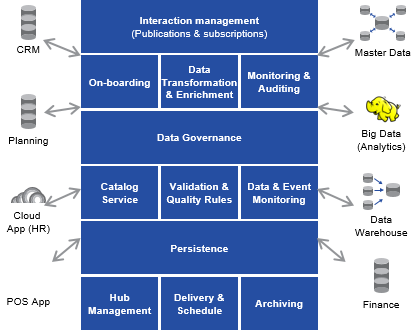 Interaction management
(Publications & subscriptions)
CRM
Master Data
On-boarding
Data
Transformation
& Enrichment
Monitoring &
Auditing
Planning
Big Data
(Analytics)
Data Governance
Catalog
Service
Validation &
Quality Rules
Data & Event
Monitoring
Cloud
App (HR)
Data
Warehouse
Persistence
POS App
Finance
Hub
Management
Delivery &
Schedule
Archiving